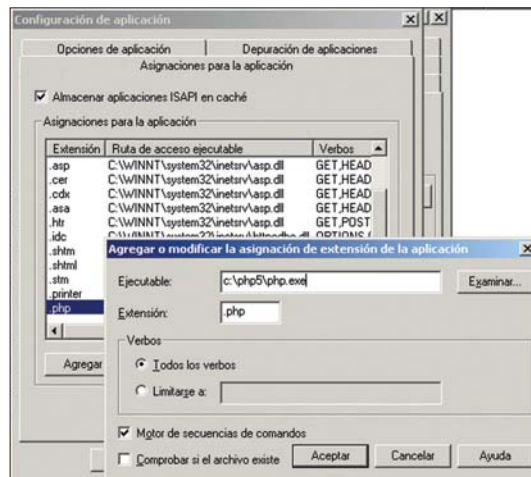 Configuración de aplicación
Opciones de aplicación Depuración de aplicaciones
Asignaciones para la aplicación
Almacenar aplicaciones ISAPI en caché
Asignaciones para la aplicación
Extensión Ruta de acceso ejecutable Verbos
.asp C:\WINNT\system32\inetsrv\asp.dll GET,HEAD
.cer C:\WINNT\system32\inetsrv\asp.dll GET,HEAD
.cdx C:\WINNT\system32\inetsrv\asp.dll GET,HEAD
.asa C:\WINNT\system32\inetsrv\asp.dll GET,HEAD
.htr C:\WINNT\system32\inetsrv\ism.dll GET,POST
.idc
.shtm
.shtml
.stm
.printer
.php
Agregar
Agregar o modificar la asignación de extensión de la aplicación
Ejecutable: c:\php5\php.exe Examinar...
Extensión: .php
Verbos
Todos los verbos
Limitarse a:
Motor de secuencias de comandos
Comprobar si el archivo existe Aceptar Cancelar Ayuda